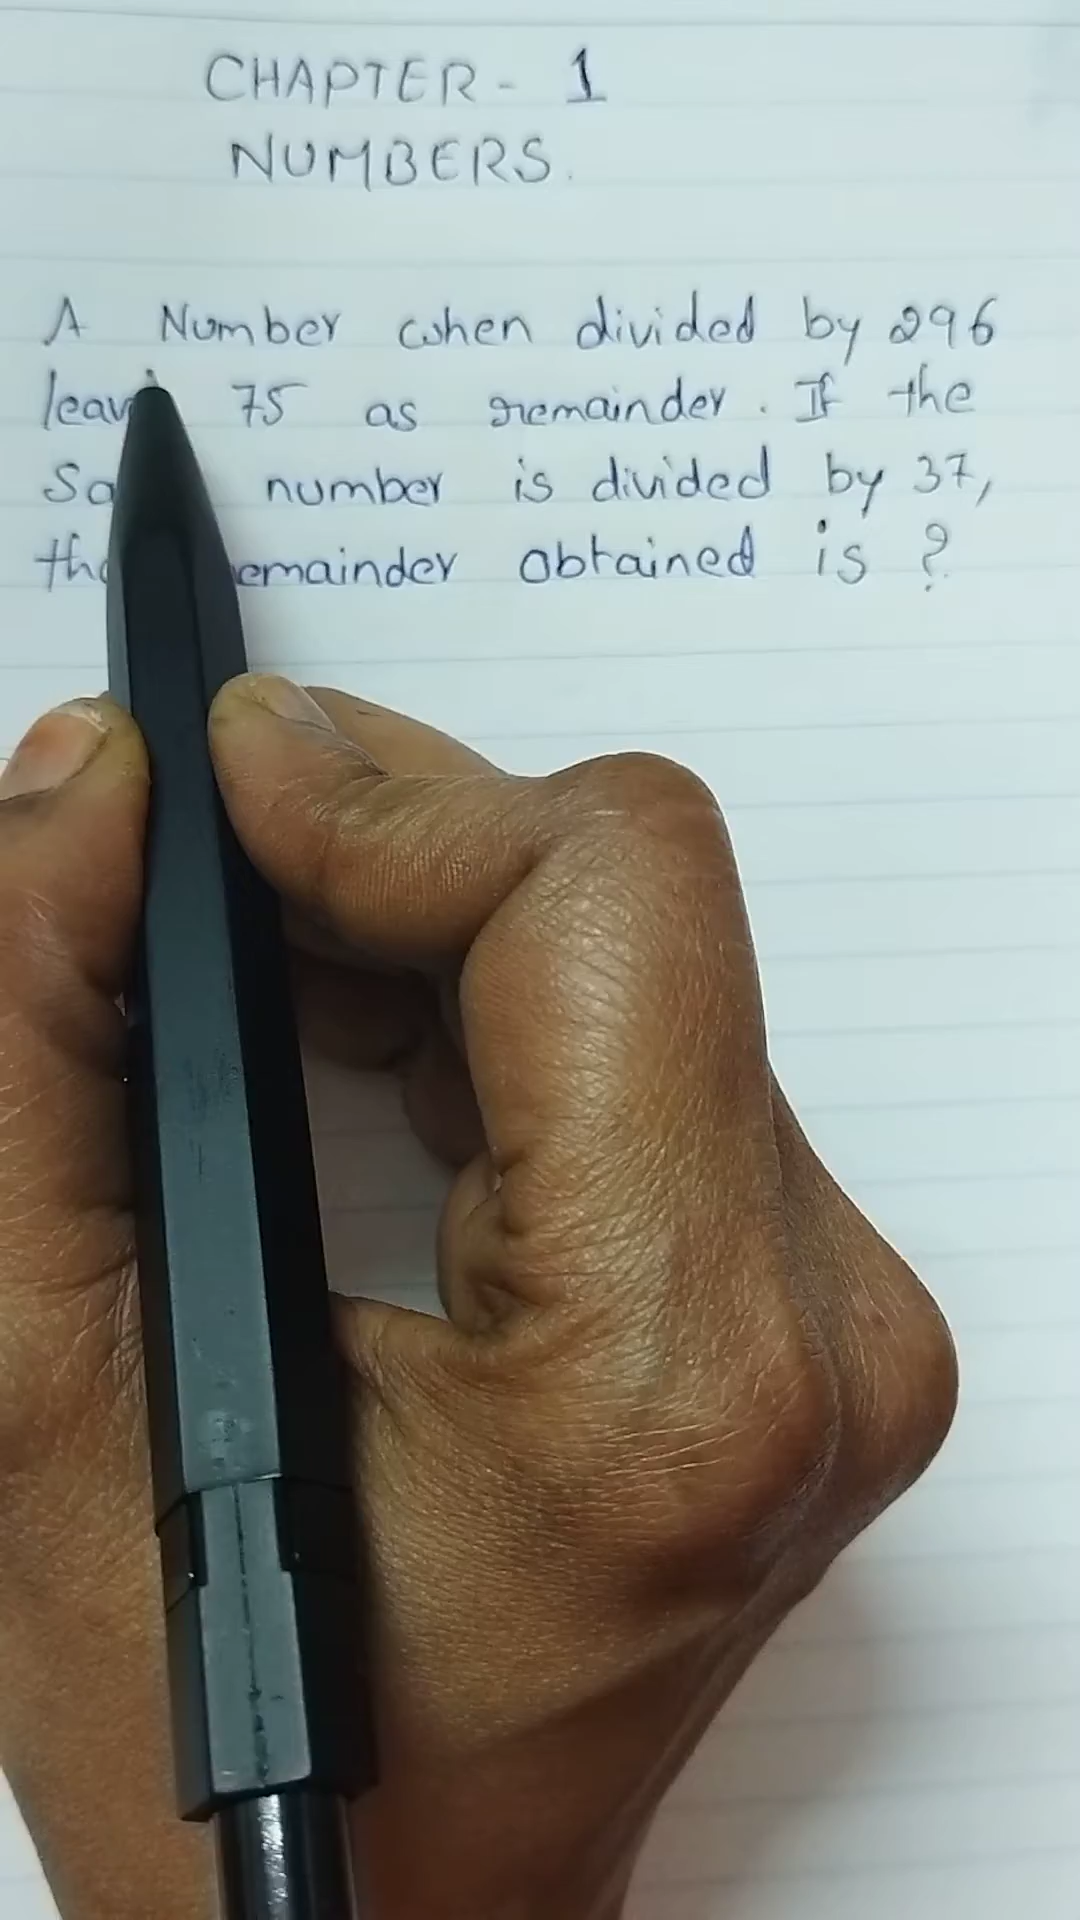 CHAPTER - 1
NUMBERS.
A Number when divided by 296
75 as remainder. If the
number is divided by 37,
obtained is ?